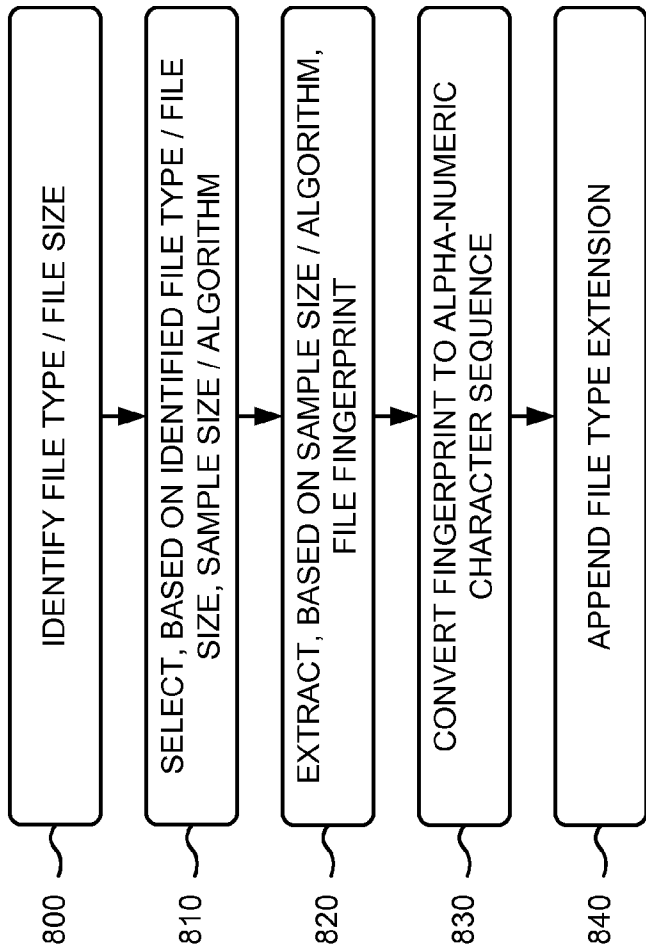 800
IDENTIFY FILE TYPE / FILE SIZE
810
SELECT, BASED ON IDENTIFIED FILE TYPE / FILE
SIZE, SAMPLE SIZE / ALGORITHM
820
EXTRACT, BASED ON SAMPLE SIZE / ALGORITHM,
FILE FINGERPRINT
830
CONVERT FINGERPRINT TO ALPHA-NUMERIC
CHARACTER SEQUENCE
840
APPEND FILE TYPE EXTENSION